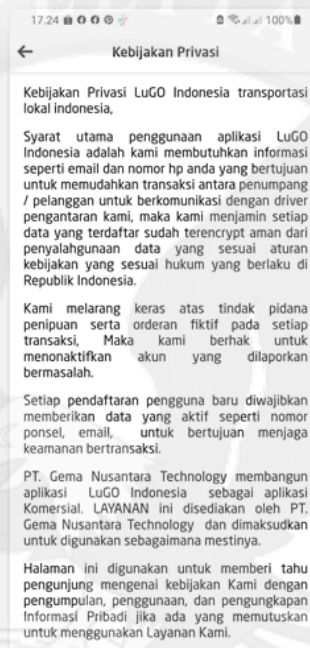 17.24
100%
Kebijakan Privasi
Kebijakan Privasi LuGO Indonesia transportasi
lokal indonesia,
Syarat utama penggunaan aplikasi LuGO
Indonesia adalah kami membutuhkan informasi
seperti email dan nomor hp anda yang bertujuan
untuk memudahkan transaksi antara penumpang
/ pelanggan untuk berkomunikasi dengan driver
pengantaran kami, maka kami menjamin setiap
data yang terdaftar sudah terencrypt aman dari
penyalahgunaan data yang sesuai aturan
kebijakan yang sesuai hukum yang berlaku di
Republik Indonesia.
Kami melarang keras atas tindak pidana
penipuan serta orderan fiktif pada setiap
transaksi, Maka kami berhak untuk
menonaktifkan akun yang dilaporkan
bermasalah.
Setiap pendaftaran pengguna baru diwajibkan
memberikan data yang aktif seperti nomor
ponsel, email, untuk bertujuan menjaga
keamanan bertransaksi.
PT. Gema Nusantara Technology membangun
aplikasi LuGO Indonesia sebagai aplikasi
Komersial. LAYANAN ini disediakan oleh PT.
Gema Nusantara Technology dan dimaksudkan
untuk digunakan sebagaimana mestinya.
Halaman ini digunakan untuk memberi tahu
pengunjung mengenai kebijakan Kami dengan
pengumpulan, penggunaan, dan pengungkapan
Informasi Pribadi jika ada yang memutuskan
untuk menggunakan Layanan Kami.